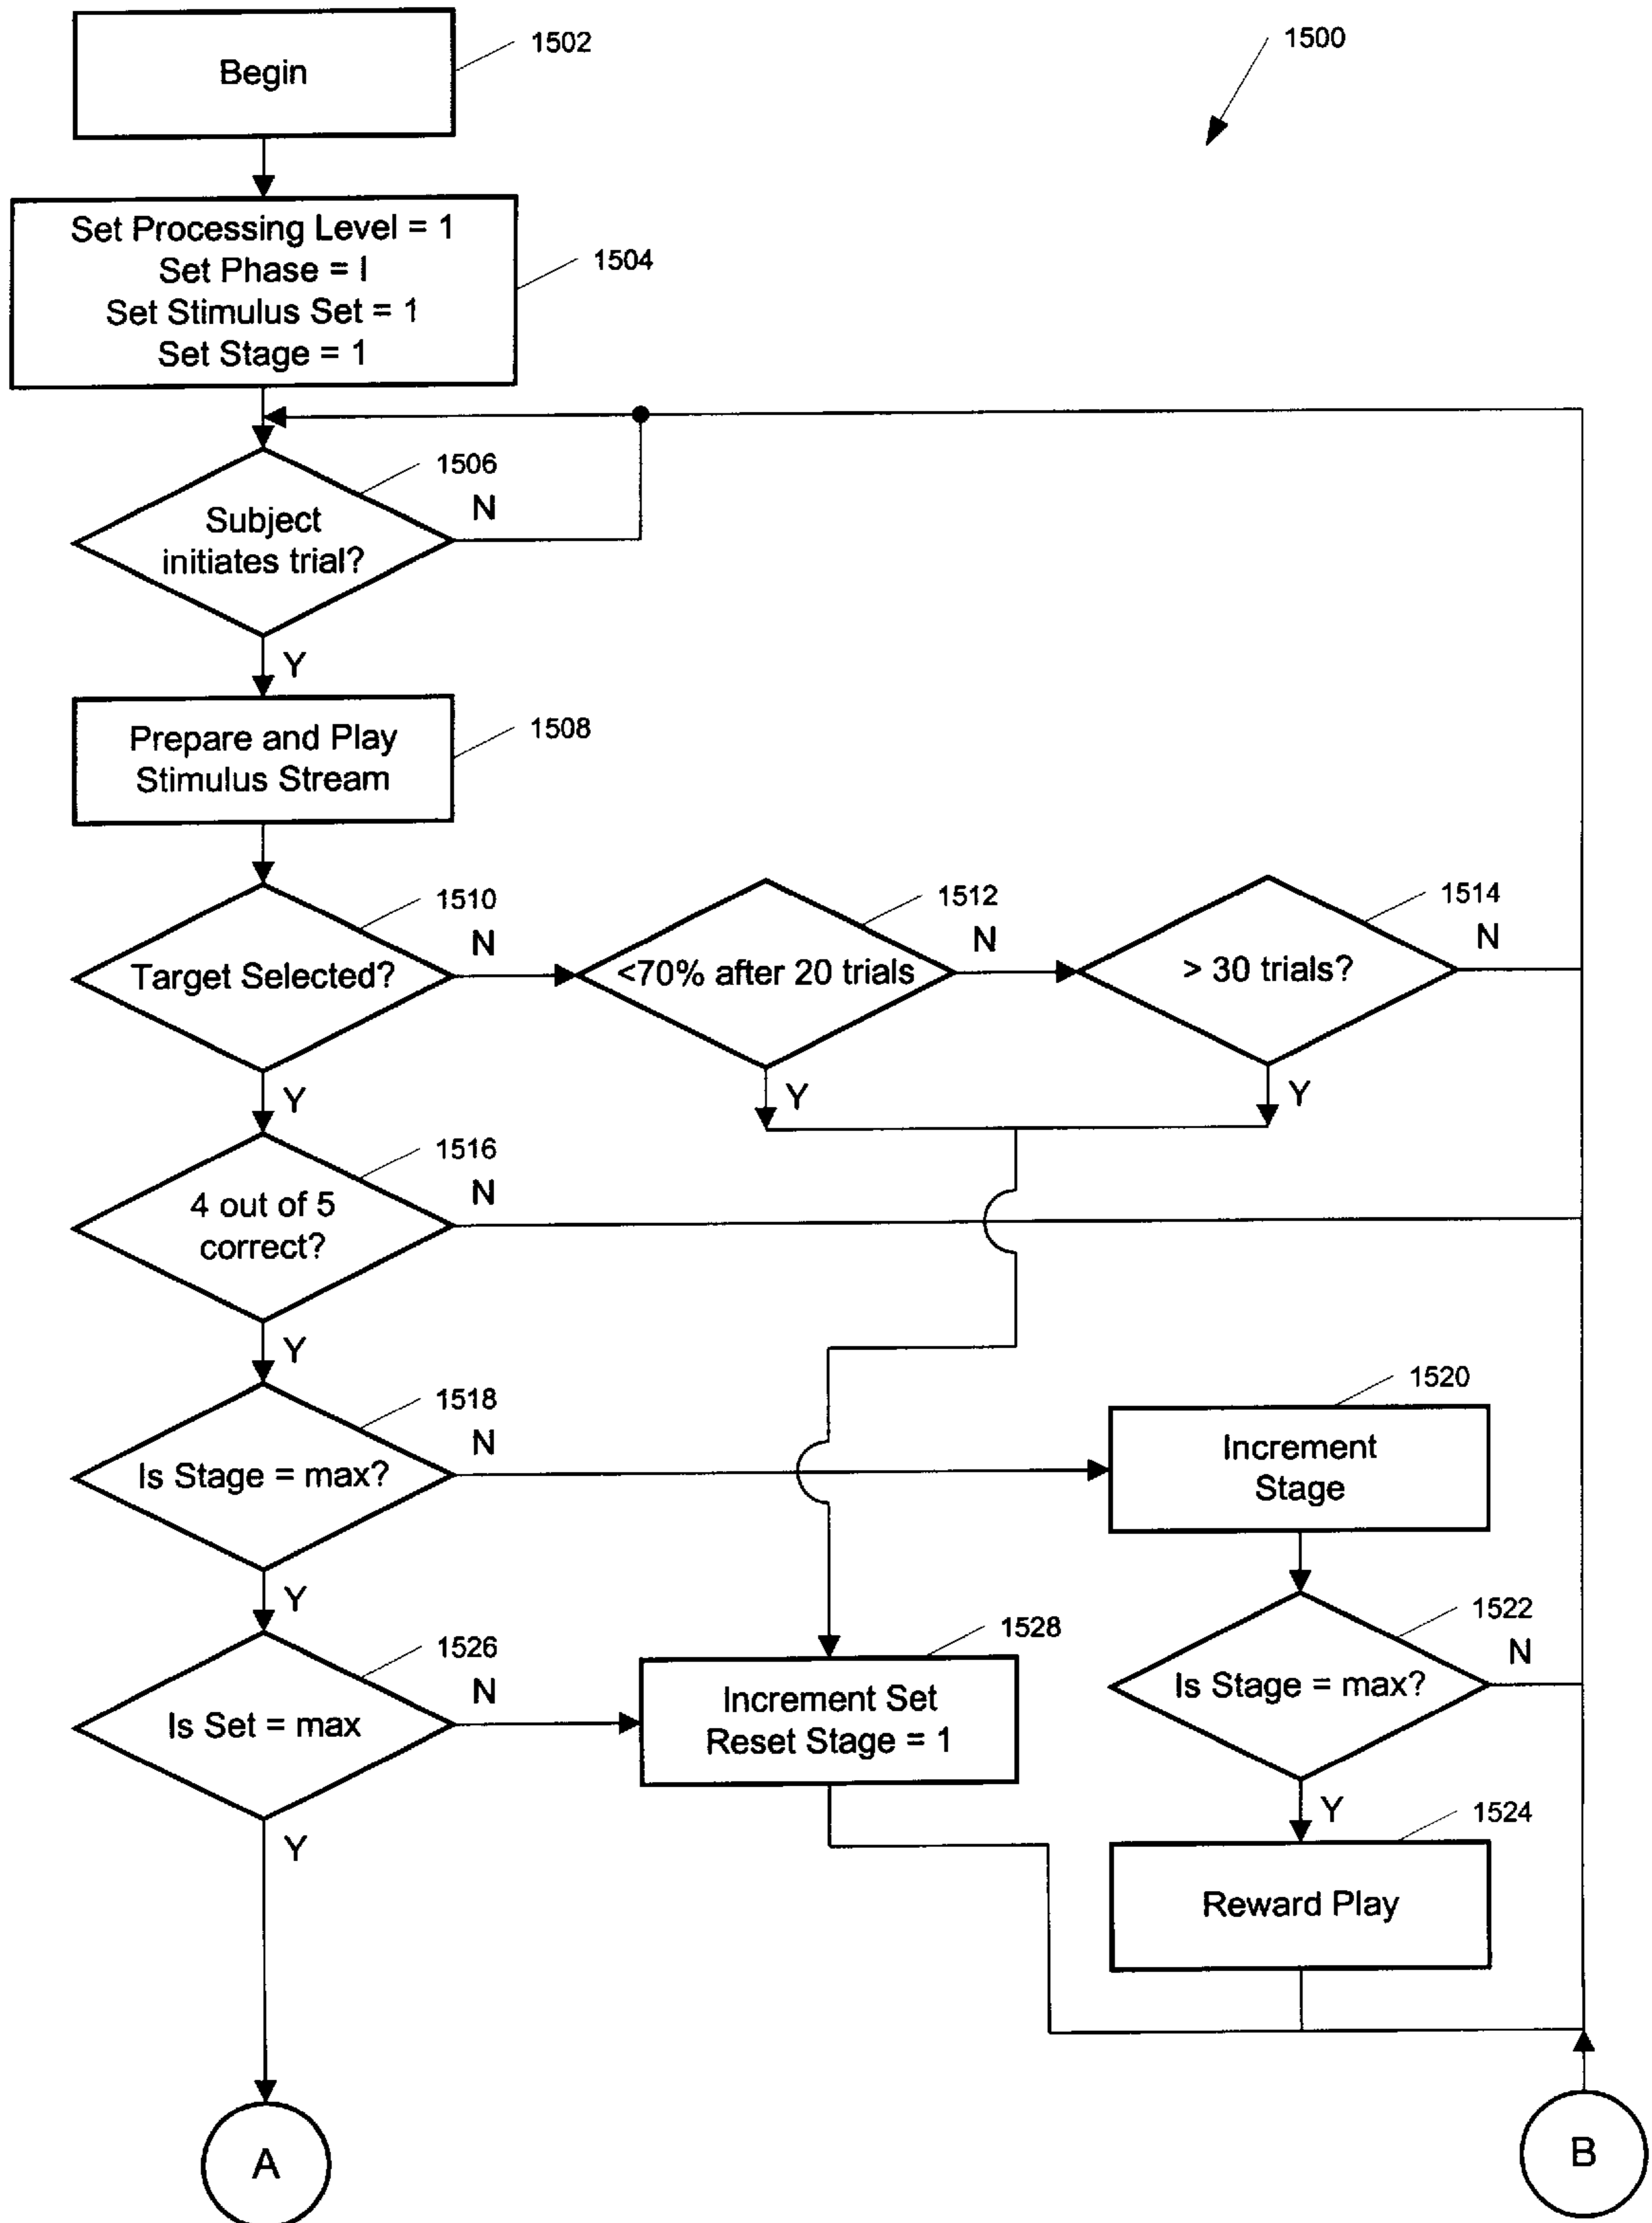 Begin
1502
1500
Set Processing Level = 1
Set Phase = I
Set Stimulus Set = 1
Set Stage = 1
1504
1506
N
Subject
initiates trial?
Y
Prepare and Play
Stimulus Stream
1508
1510
N
Target Selected?
1512
N
<70% after 20 trials
1514
N
> 30 trials?
Y
Y
Y
1516
N
4 out of 5
correct?
Y
1518
N
Is Stage = max?
1520
Increment
Stage
Y
1526
N
Is Set = max
1528
Increment Set
Reset Stage = 1
1522
N
Is Stage = max?
Y
Y
1524
Reward Play
A
B